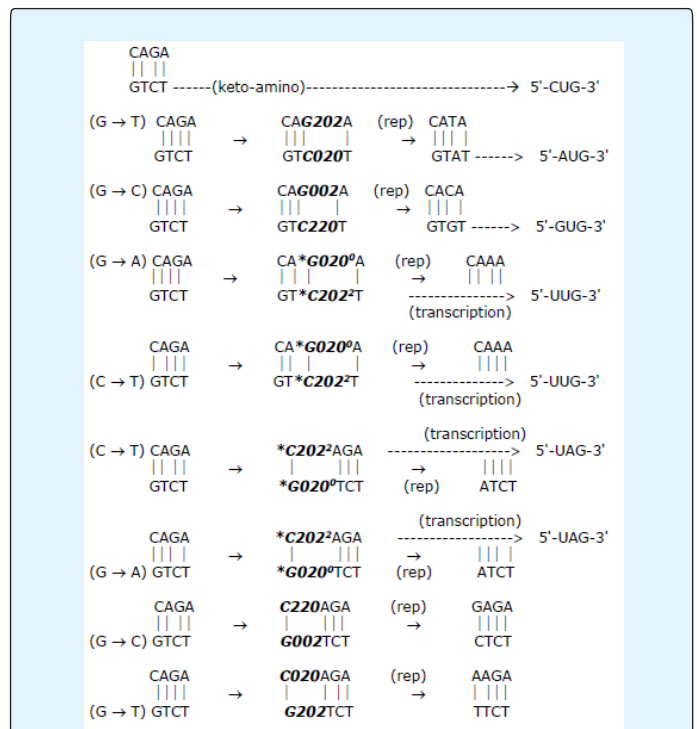 CAGA
GTCT ------(keto-amino)---------------------------------→ 5'-CUG-3'
(G → T) CAGA → CAG202A (rep) CATA
GTCT GTC020T → GTAT ------> 5'-AUG-3'
(G → C) CAGA → CAG002A (rep) CACA
GTCT GTC220T → GTGT ------> 5'-GUG-3'
(G → A) CAGA → CA*G020⁰A (rep) → CAAA
GTCT GT*C202²T ---------------> 5'-UUG-3'
(transcription)
CAGA → CA*G020⁰A (rep) → CAAA
(C → T) GTCT GT*C202²T --------------> 5'-UUG-3'
(transcription)
(transcription)
(C → T) CAGA → *C202²AGA --------------------> 5'-UAG-3'
GTCT *G020⁰TCT → (rep) ATCT
(transcription)
CAGA → *C202²AGA ------------------> 5'-UAG-3'
(G → A) GTCT *G020⁰TCT → (rep) ATCT
CAGA → C220AGA (rep) → GAGA
(G → C) GTCT G002TCT CTCT
CAGA → C020AGA (rep) → AAGA
(G → T) GTCT G202TCT TTCT